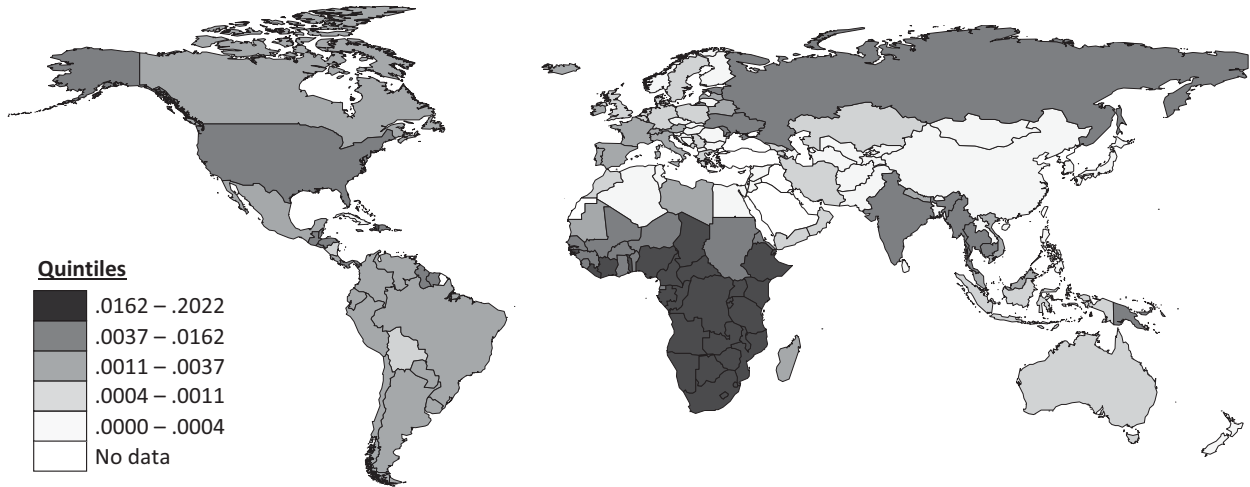 Quintiles
.0162 – .2022
.0037 – .0162
.0011 – .0037
.0004 – .0011
.0000 – .0004
No data